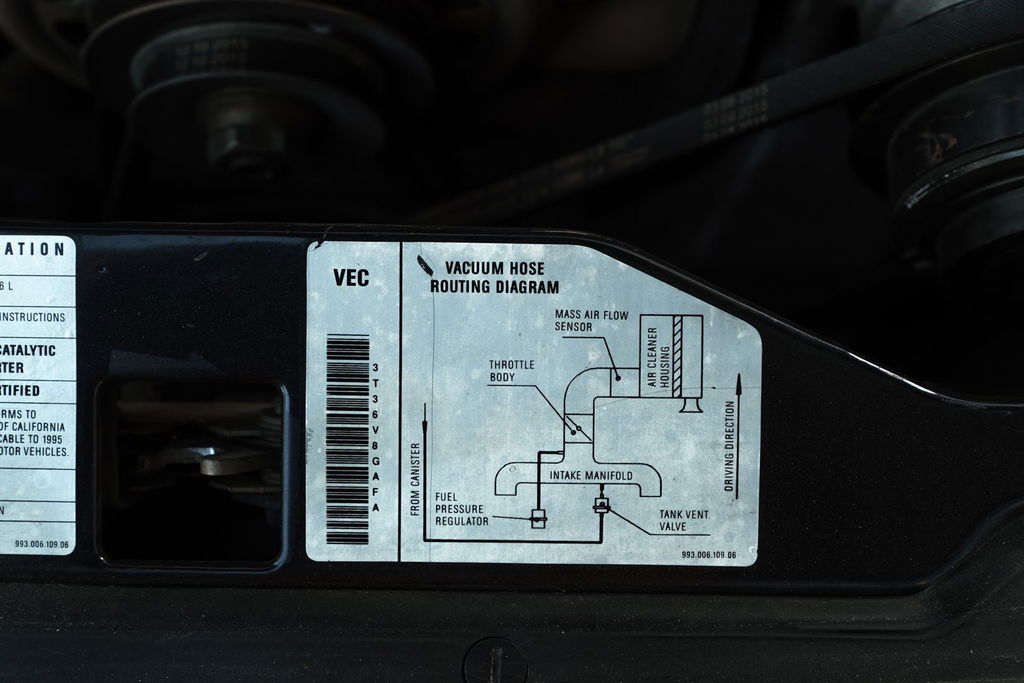 ATION
6 L
INSTRUCTIONS
CATALYTIC
RTER
TIFIED
RMS TO
OF CALIFORNIA
CABLE TO 1995
OTOR VEHICLES.
N
993.006.109.06
VEC
3T36V8GAFA
VACUUM HOSE
ROUTING DIAGRAM
MASS AIR FLOW
SENSOR
AIR CLEANER
HOUSING
THROTTLE
BODY
DRIVING DIRECTION
FROM CANISTER
INTAKE MANIFOLD
FUEL
PRESSURE
REGULATOR
TANK VENT.
VALVE
993.006.109.06